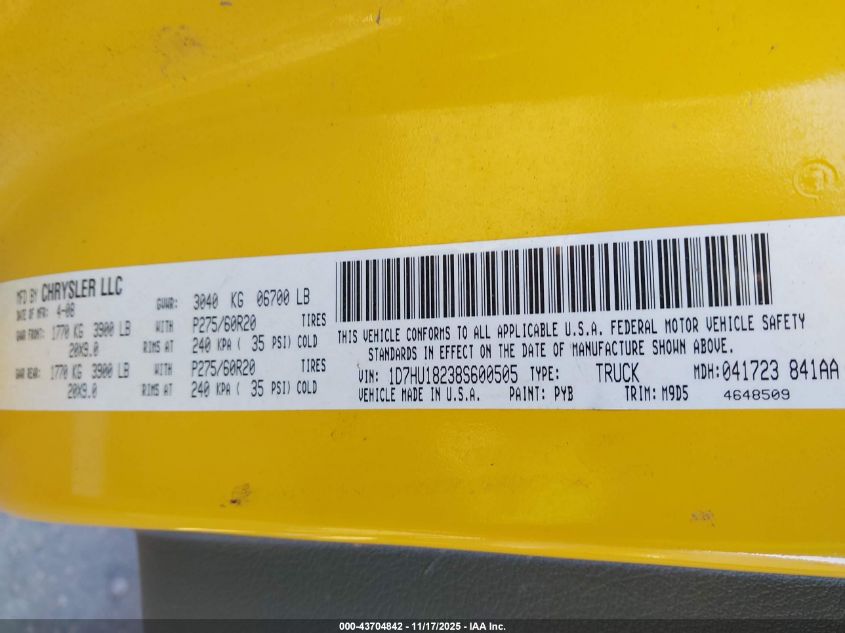 MFD BY CHRYSLER LLC
DATE OF MFR: 4-08 GVWR: 3040 KG 06700 LB
GAWR FRONT: 1770 KG 3900 LB WITH P275/60R20 TIRES
20X9.0 RIMS AT 240 KPA ( 35 PSI) COLD
GAWR REAR: 1770 KG 3900 LB WITH P275/60R20 TIRES
20X9.0 RIMS AT 240 KPA ( 35 PSI) COLD
THIS VEHICLE CONFORMS TO ALL APPLICABLE U.S.A. FEDERAL MOTOR VEHICLE SAFETY
STANDARDS IN EFFECT ON THE DATE OF MANUFACTURE SHOWN ABOVE.
VIN: 1D7HU18238S600505 TYPE: TRUCK MDH: 041723 841AA
VEHICLE MADE IN U.S.A. PAINT: PYB TRIM: M9D5 4648509
000-43704842 - 11/17/2025 - IAA Inc.